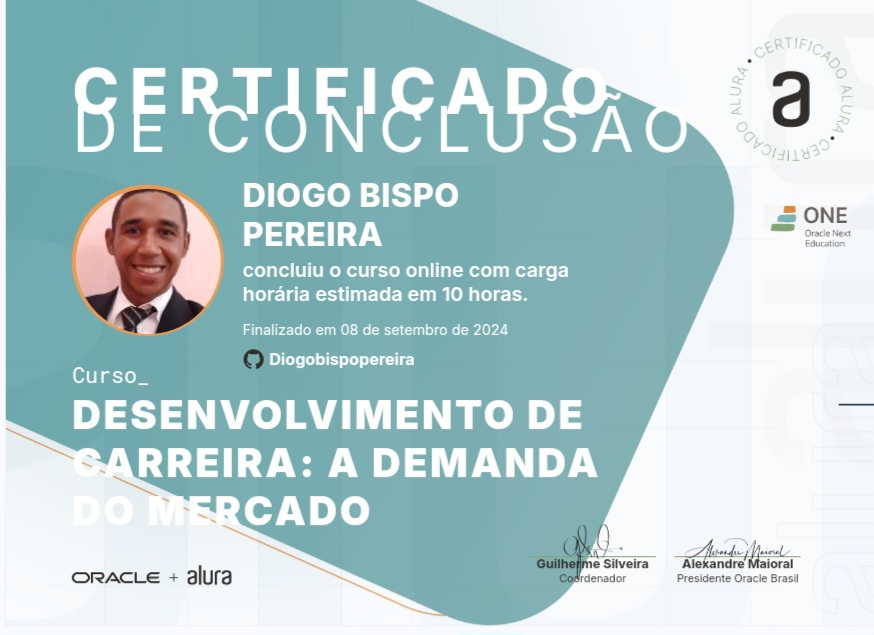 CERTIFICADO
DE CONCLUSÃO
CERTIFICADO ALURA • CERTIFICADO ALURA •
a
ONE
Oracle Next
Education
DIOGO BISPO
PEREIRA
concluiu o curso online com carga
horária estimada em 10 horas.
Finalizado em 08 de setembro de 2024
Diogobispopereira
Curso_
DESENVOLVIMENTO DE
CARREIRA: A DEMANDA
DO MERCADO
ORACLE + alura
Guilherme Silveira
Coordenador
Alexandre Maioral
Presidente Oracle Brasil